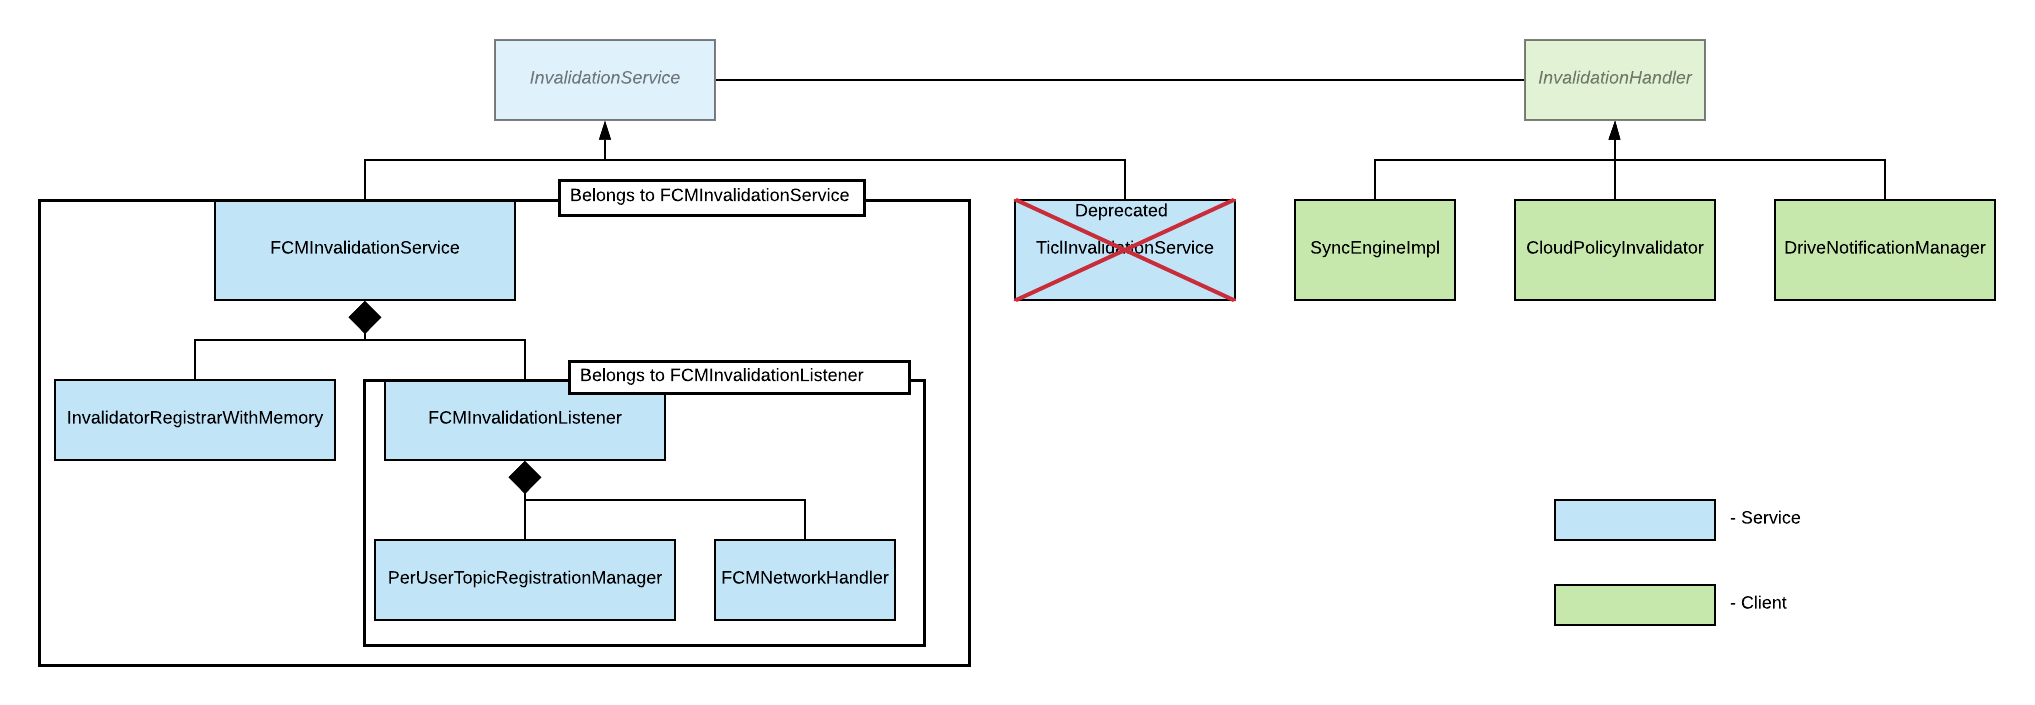 InvalidationService
InvalidationHandler
Belongs to FCMInvalidationService
Deprecated
FCMInvalidationService
TiclInvalidationService
SyncEngineImpl
CloudPolicyInvalidator
DriveNotificationManager
Belongs to FCMInvalidationListener
InvalidatorRegistrarWithMemory
FCMInvalidationListener
- Service
PerUserTopicRegistrationManager
FCMNetworkHandler
- Client